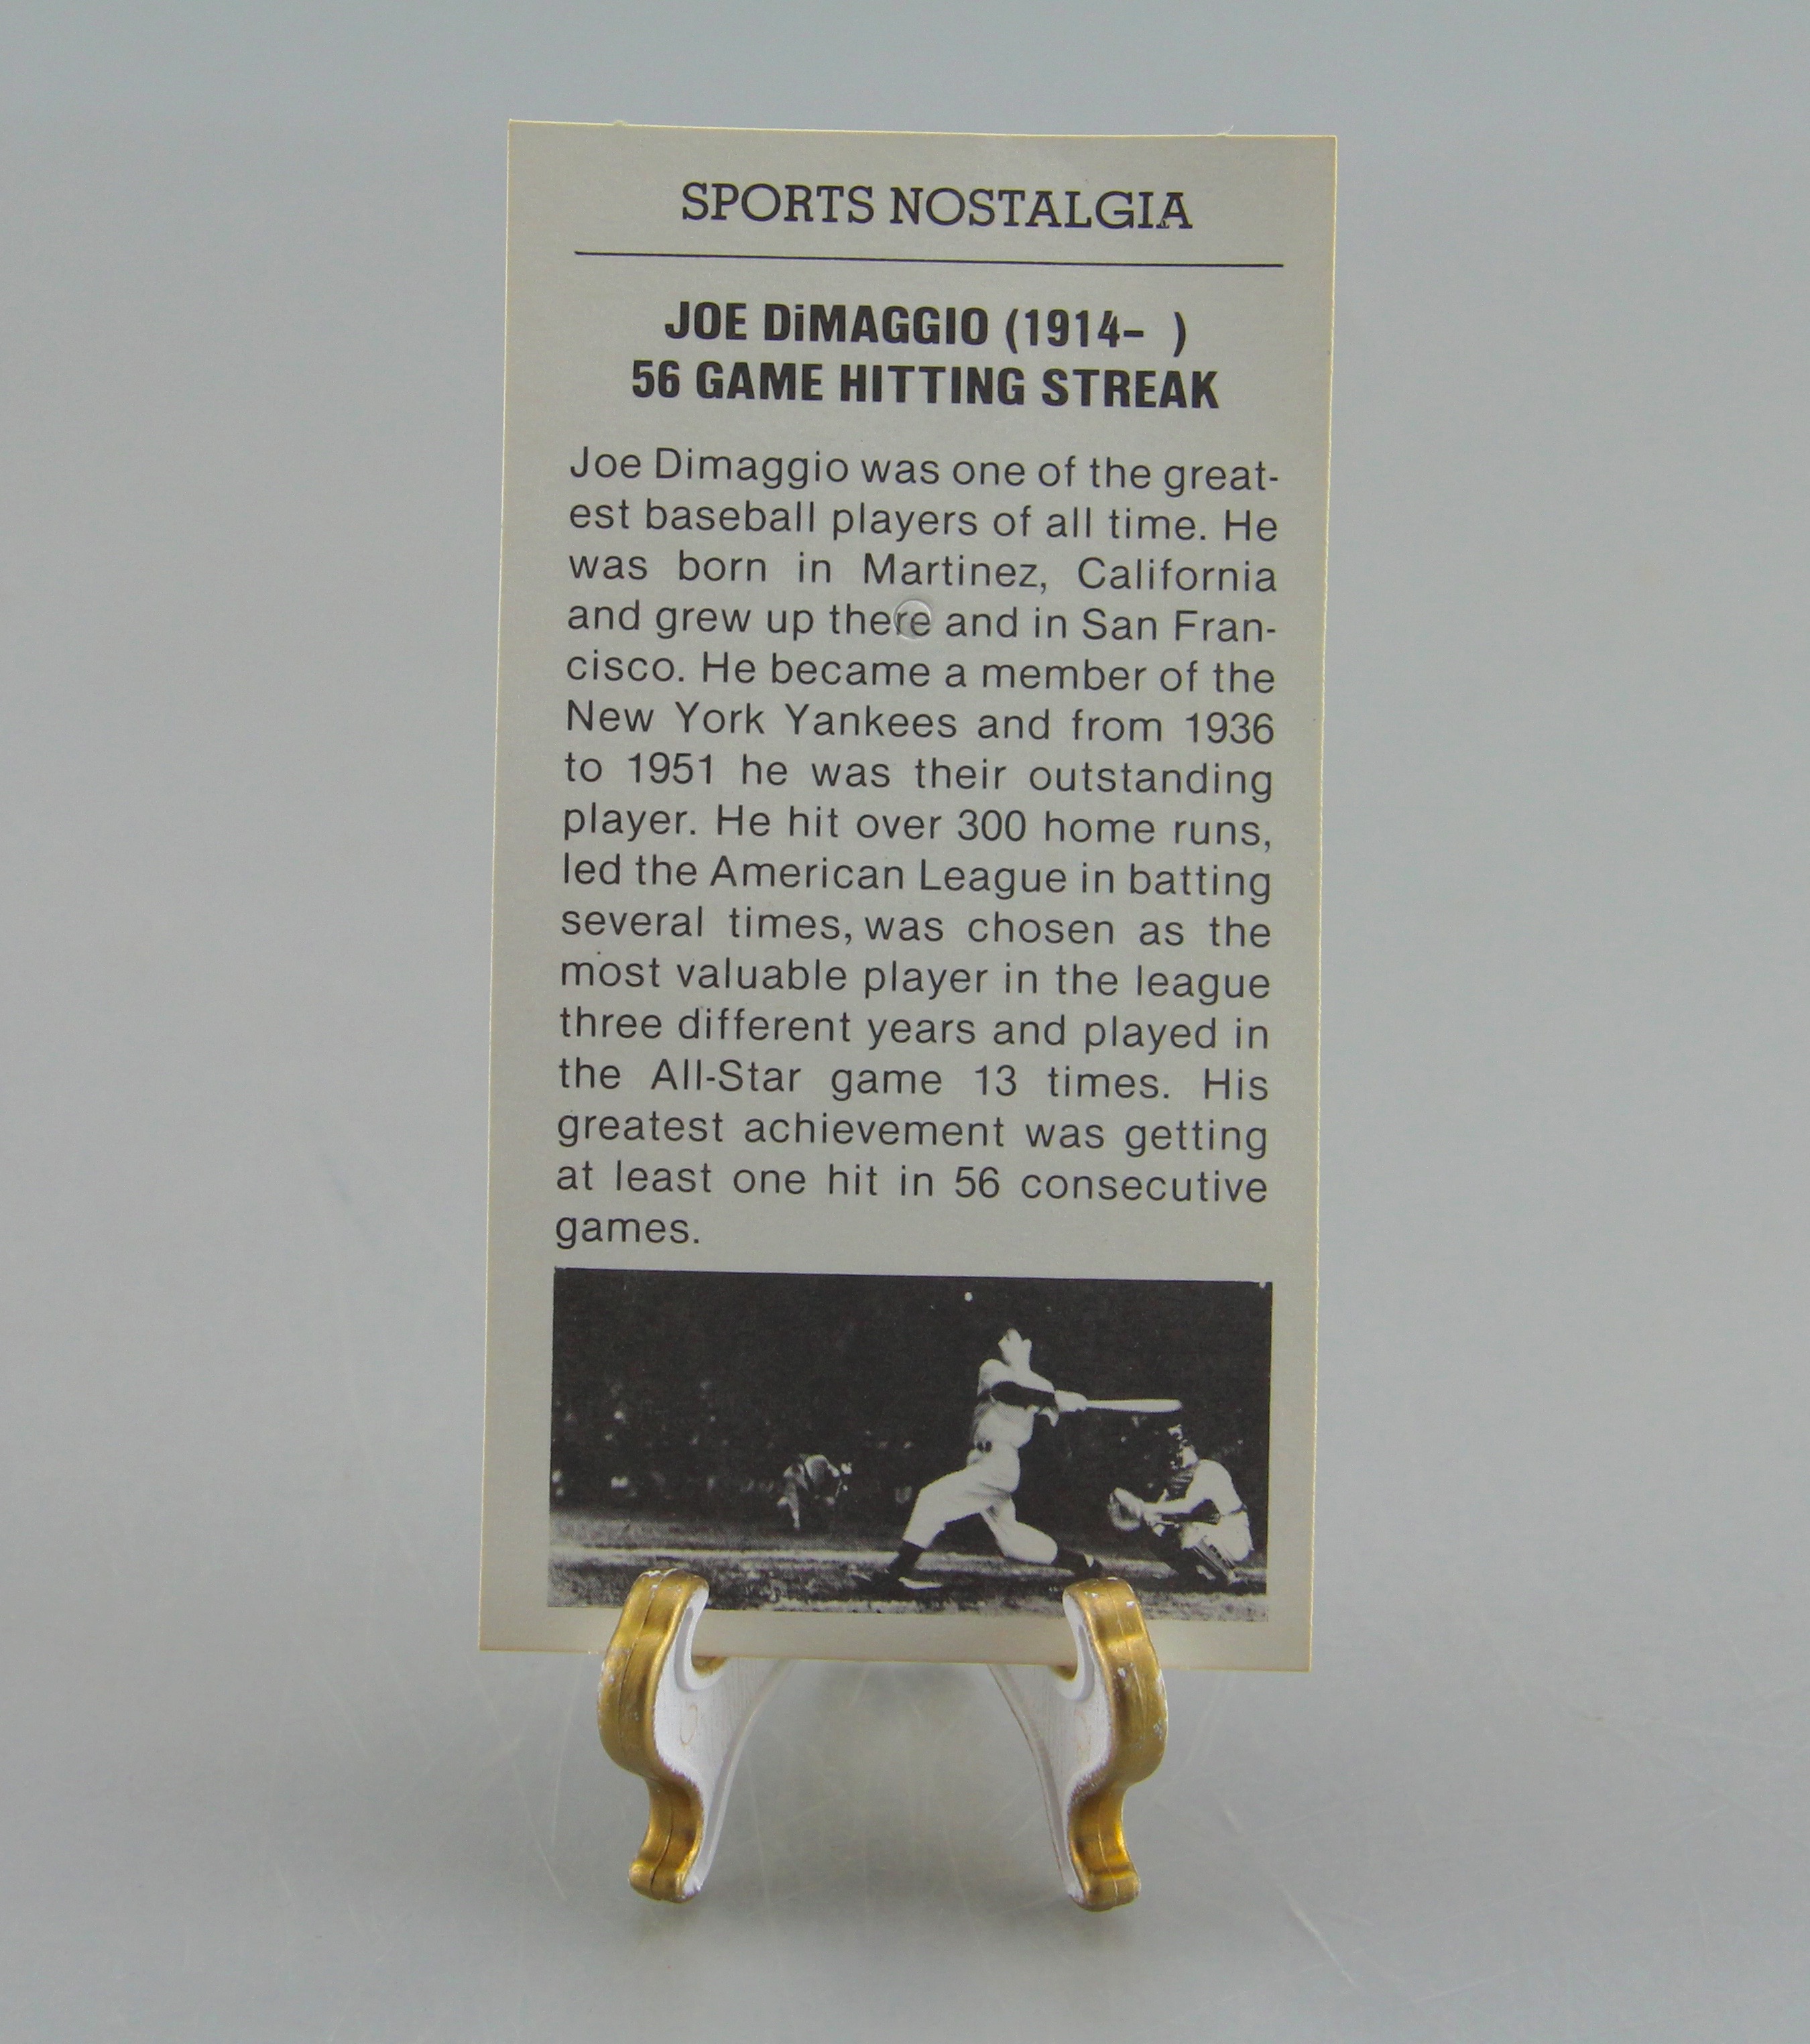 SPORTS NOSTALGIA
JOE DiMAGGIO (1914– )
56 GAME HITTING STREAK
Joe Dimaggio was one of the great-
est baseball players of all time. He
was born in Martinez, California
and grew up there and in San Fran-
cisco. He became a member of the
New York Yankees and from 1936
to 1951 he was their outstanding
player. He hit over 300 home runs,
led the American League in batting
several times, was chosen as the
most valuable player in the league
three different years and played in
the All-Star game 13 times. His
greatest achievement was getting
at least one hit in 56 consecutive
games.